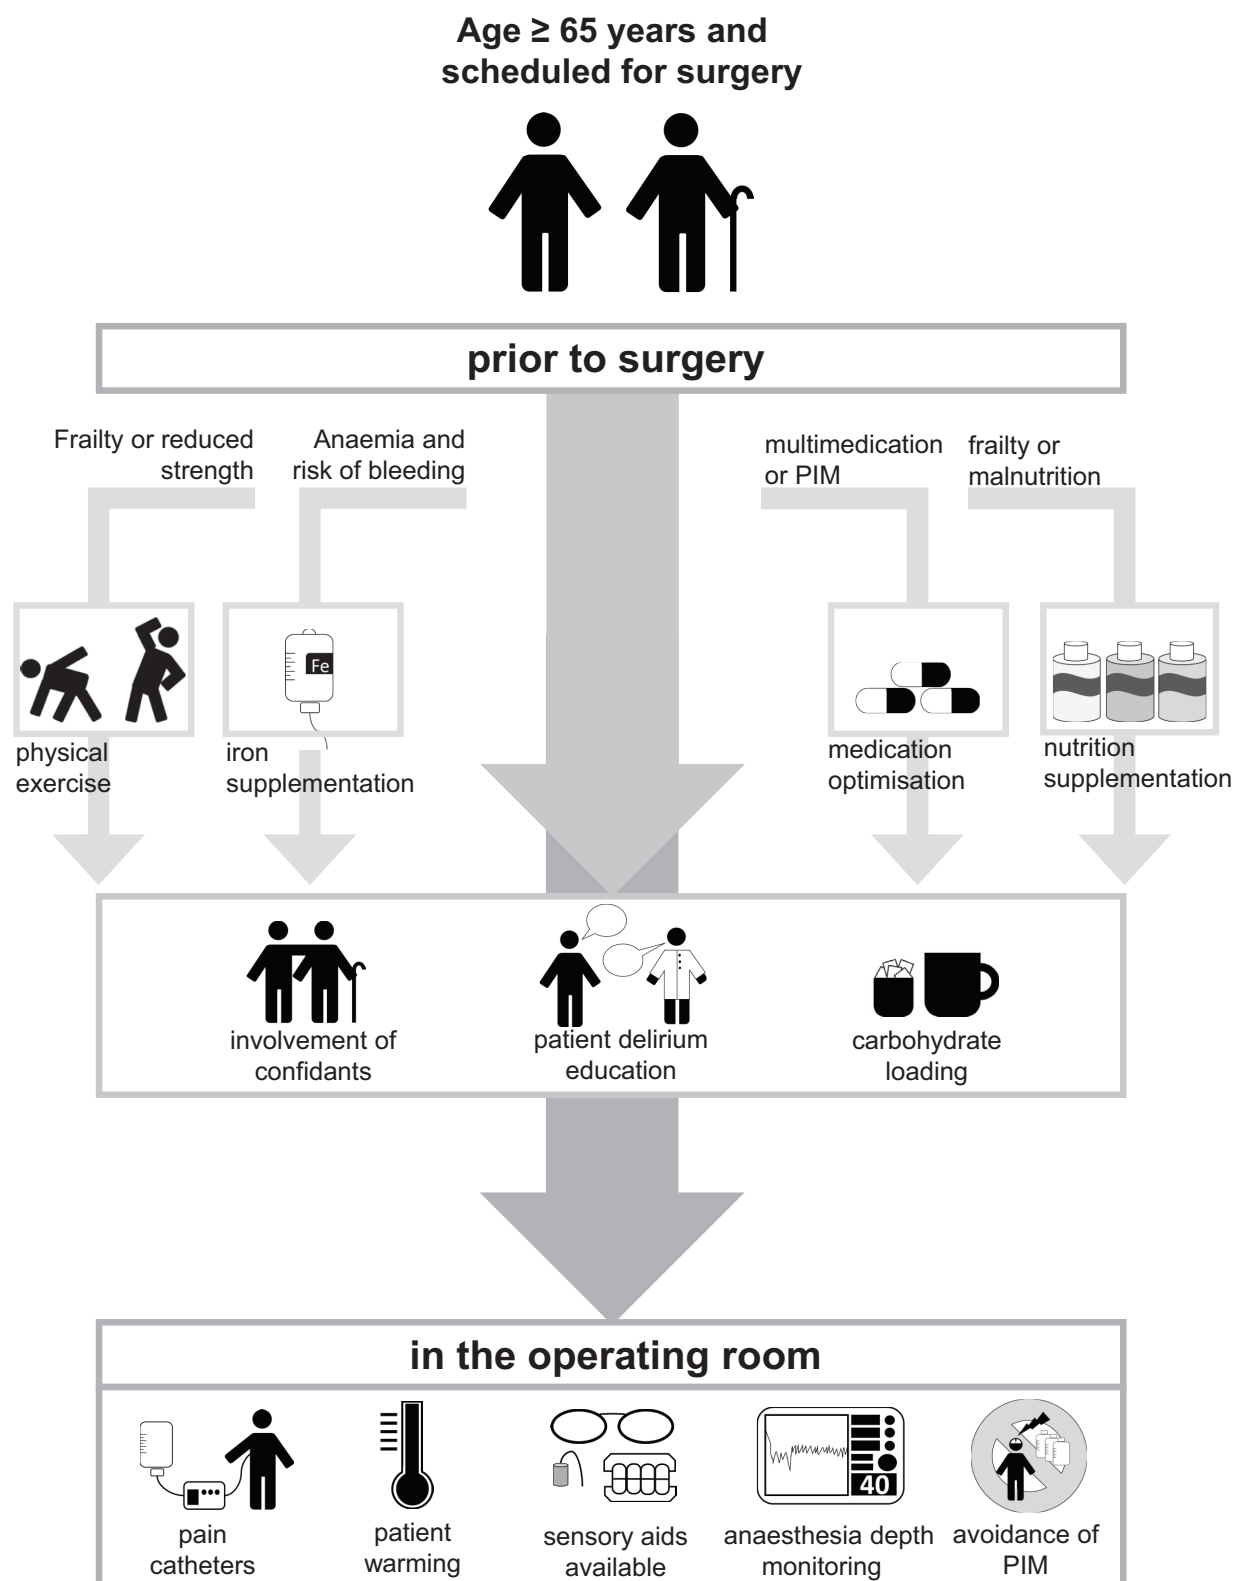 Age ≥ 65 years and
scheduled for surgery
prior to surgery
Frailty or reduced
strength
Anaemia and
risk of bleeding
multimedication
or PIM
frailty or
malnutrition
Fe
physical
exercise
iron
supplementation
medication
optimisation
nutrition
supplementation
involvement of
confidants
patient delirium
education
carbohydrate
loading
in the operating room
40
pain
catheters
patient
warming
sensory aids
available
anaesthesia depth
monitoring
avoidance of
PIM